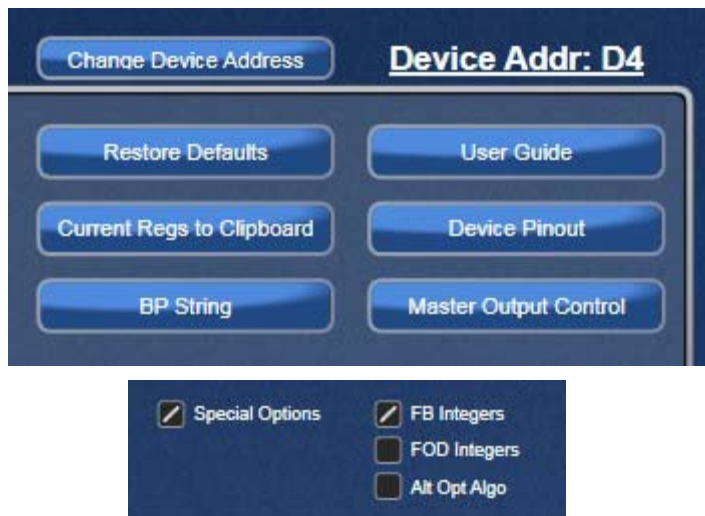 Change Device Address
Device Addr: D4
Restore Defaults
User Guide
Current Regs to Clipboard
Device Pinout
BP String
Master Output Control
Special Options
FB Integers
FOD Integers
Alt Opt Algo